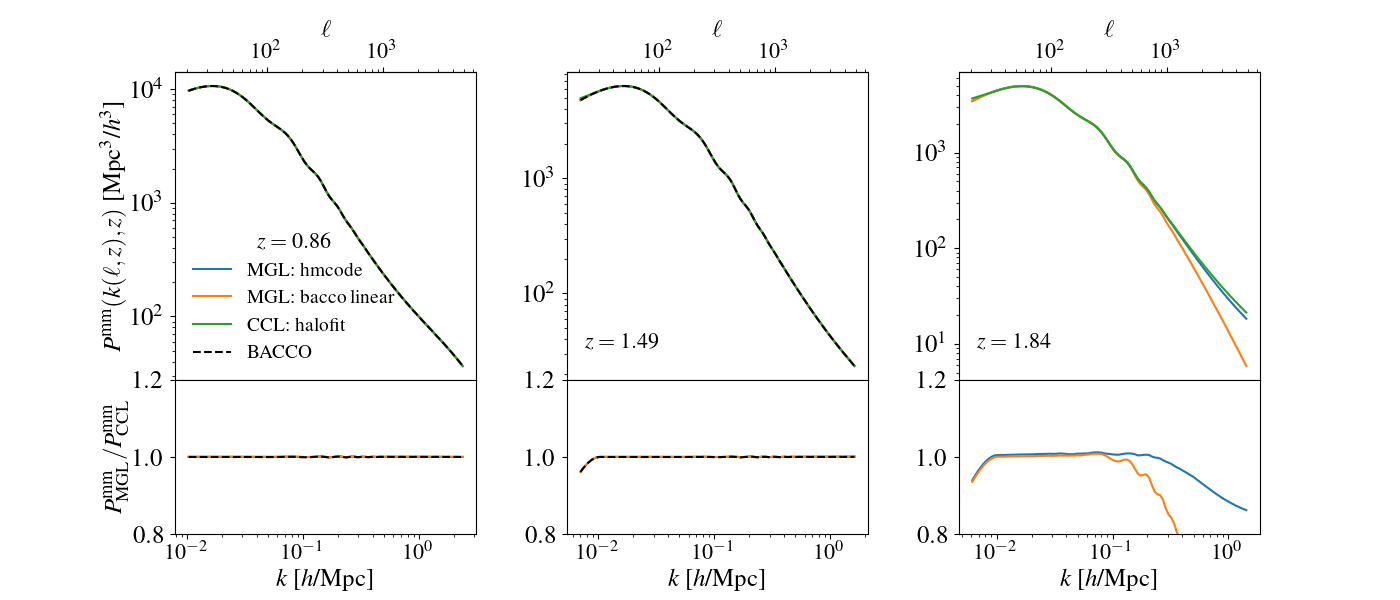 ℓ
10² 10³
ℓ
10² 10³
ℓ
10² 10³
P^mm(k(ℓ, z), z) [Mpc³/h³]
10⁴
10³
10²
z = 0.86
MGL: hmcode
MGL: bacco linear
CCL: halofit
BACCO
10³
10²
z = 1.49
10³
10²
10¹
z = 1.84
P^mm_MGL/P^mm_CCL
1.2
1.0
0.8
1.2
1.0
0.8
1.2
1.0
0.8
10⁻² 10⁻¹ 10⁰
k [h/Mpc]
10⁻² 10⁻¹ 10⁰
k [h/Mpc]
10⁻² 10⁻¹ 10⁰
k [h/Mpc]